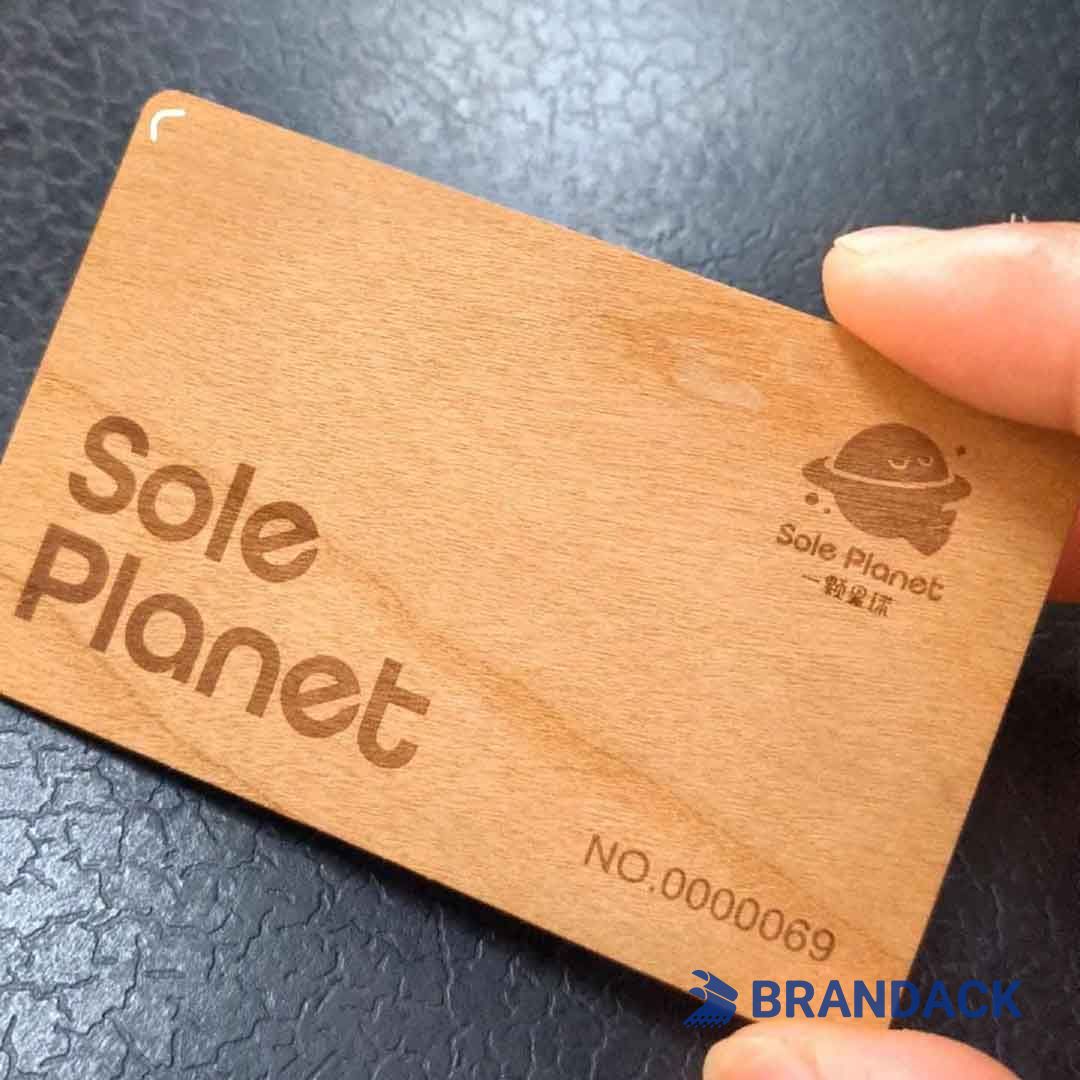 Sole
Planet
Sole Planet
一颗星球
NO.0000069
BRANDACK